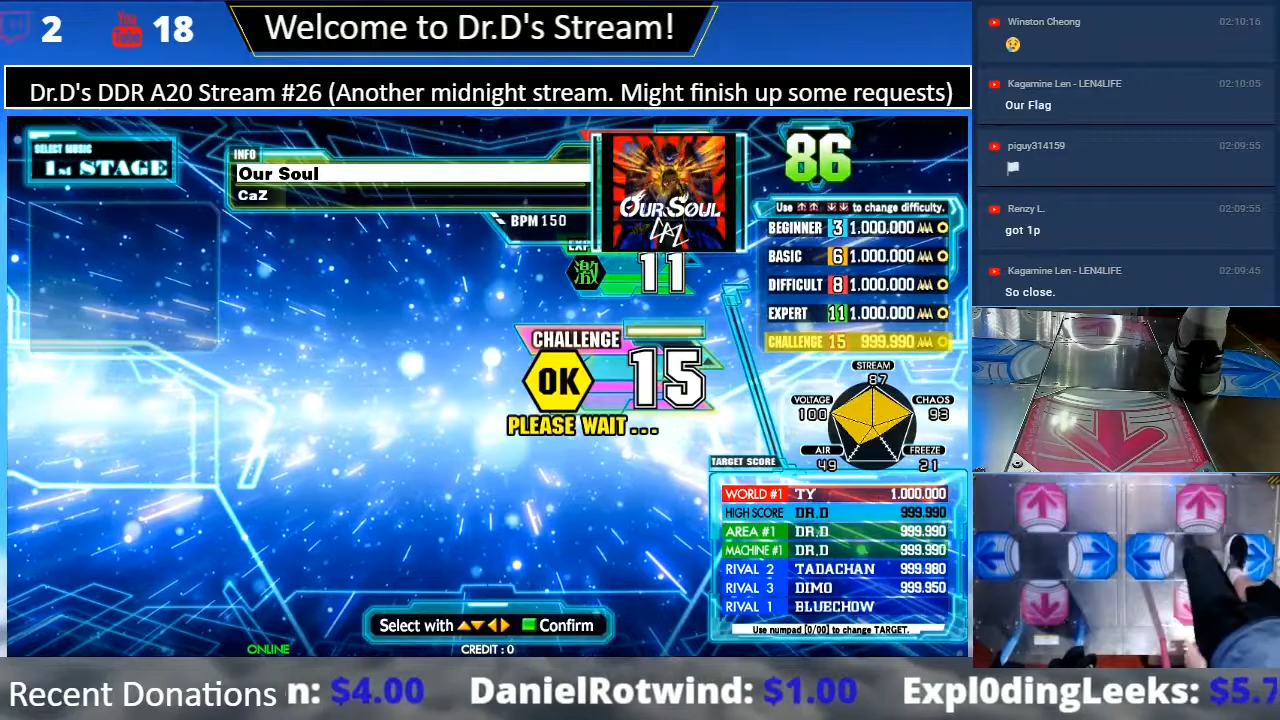 2
You
Tube
18
Welcome to Dr.D's Stream!
Dr.D's DDR A20 Stream #26 (Another midnight stream. Might finish up some requests)
SELECT MUSIC
1st STAGE
INFO
Our Soul
CaZ
BPM 150
OUR SOUL
CAZ
86
Use to change difficulty.
BEGINNER 3 1.000.000 AAA
BASIC 6 1.000.000 AAA
DIFFICULT 8 1.000.000 AAA
EXPERT 11 1.000.000 AAA
CHALLENGE 15 999.990 AAA
激
11
CHALLENGE
OK
15
PLEASE WAIT...
STREAM
87
VOLTAGE
100
CHAOS
93
AIR
49
FREEZE
21
TARGET SCORE
WORLD #1 TY 1.000.000
HIGH SCORE DR.D 999.990
AREA #1 DR.D 999.990
MACHINE #1 DR.D 999.990
RIVAL 2 TADACHAN 999.980
RIVAL 3 DIMO 999.950
RIVAL 1 BLUECHOW
Use numpad [0/00] to change TARGET.
Select with ▲▼◀▶ Confirm
ONLINE
CREDIT : 0
Winston Cheong 02:10:16
😢
Kagamine Len - LEN4LIFE 02:10:05
Our Flag
piguy314159 02:09:55
🏳
Renzy L. 02:09:55
got 1p
Kagamine Len - LEN4LIFE 02:09:45
So close.
Recent Donations n: $4.00 DanielRotwind: $1.00 Expl0dingLeeks: $5.7